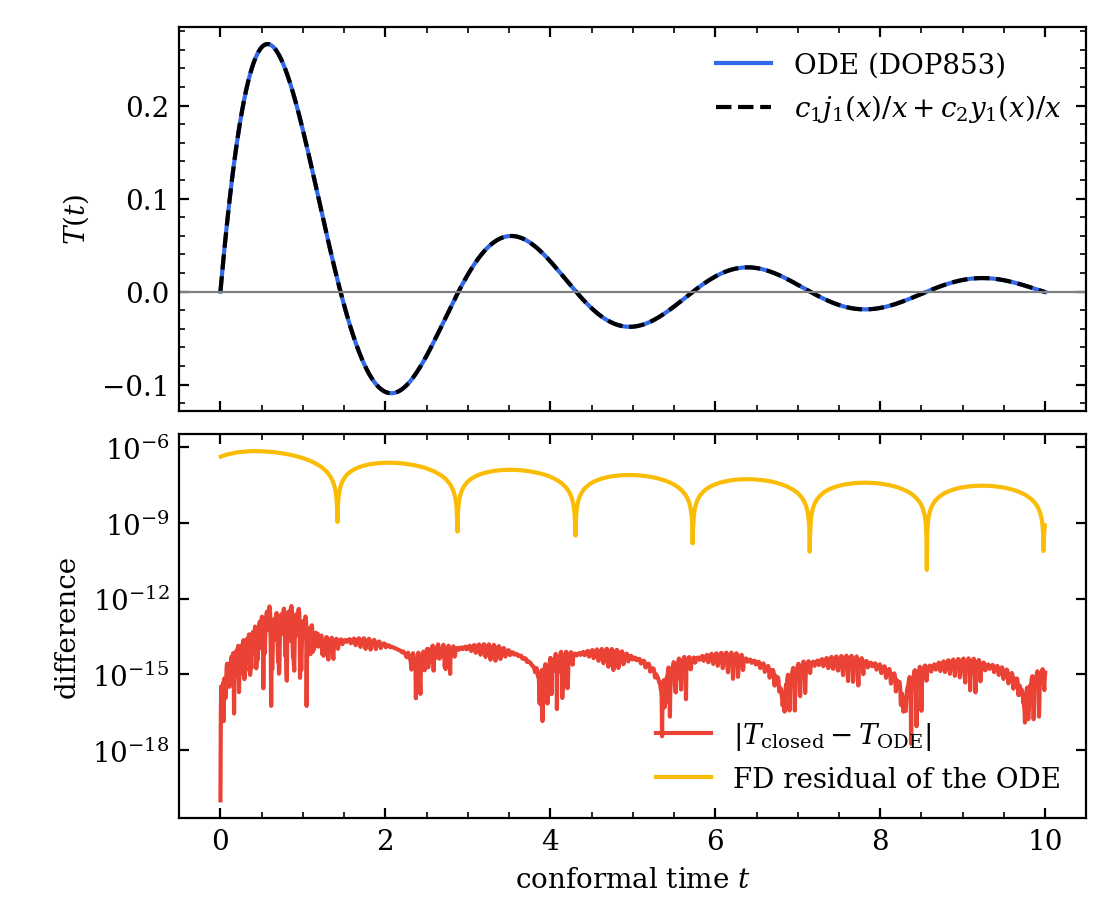 ODE (DOP853)
c₁j₁(x)/x + c₂y₁(x)/x
T(t)
0.2
0.1
0.0
−0.1
difference
10⁻⁶
10⁻⁹
10⁻¹²
10⁻¹⁵
10⁻¹⁸
|T_closed − T_ODE|
FD residual of the ODE
0 2 4 6 8 10
conformal time t